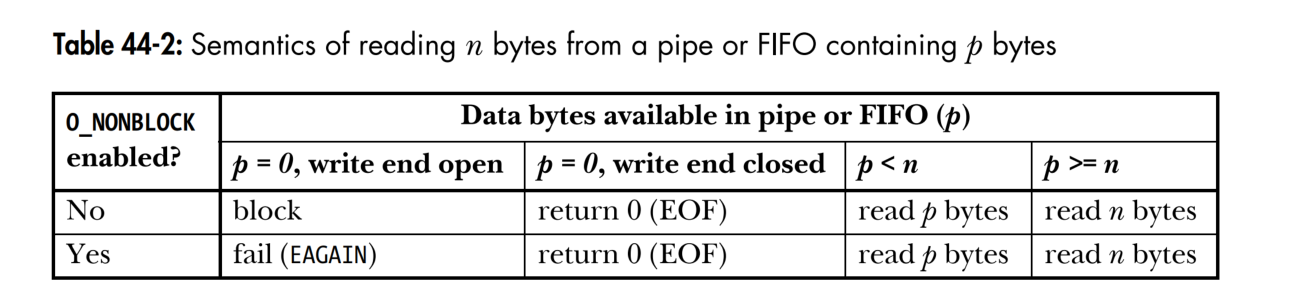 Table 44-2: Semantics of reading n bytes from a pipe or FIFO containing p bytes
O_NONBLOCK enabled?
Data bytes available in pipe or FIFO (p)
p = 0, write end open
p = 0, write end closed
p < n
p >= n
No
block
return 0 (EOF)
read p bytes
read n bytes
Yes
fail (EAGAIN)
return 0 (EOF)
read p bytes
read n bytes